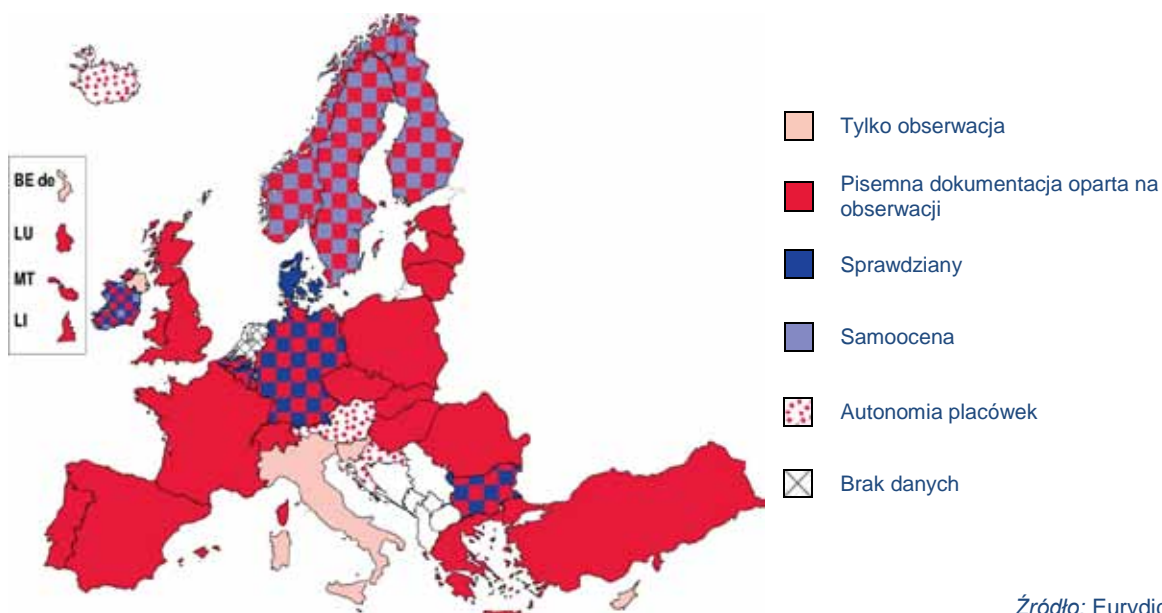 BE de
LU
MT
LI
Tylko obserwacja
Pisemna dokumentacja oparta na
obserwacji
Sprawdziany
Samoocena
Autonomia placówek
Brak danych
Źródło: Eurydic